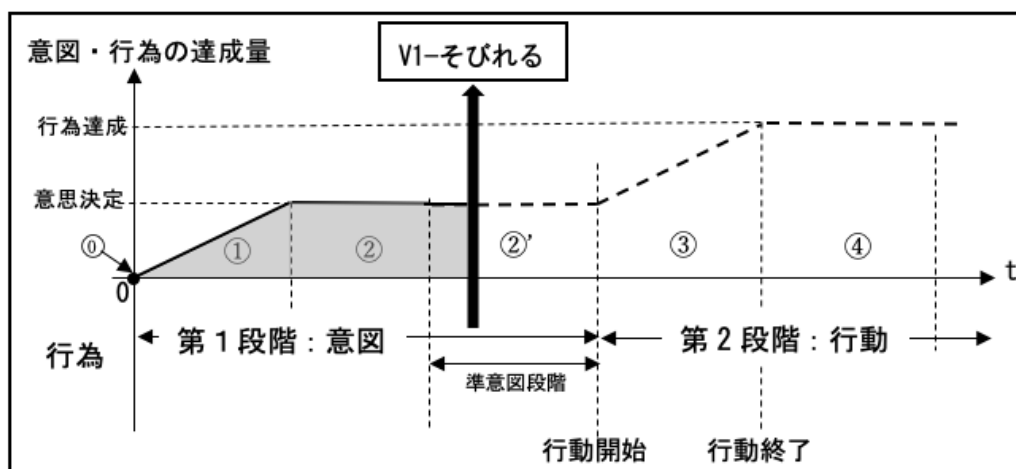 意図・行為の達成量
V1-そびれる
行為達成
意思決定
⓪
①
②
②'
③
④
0
t
行為
第1段階:意図
第2段階:行動
準意図段階
行動開始
行動終了